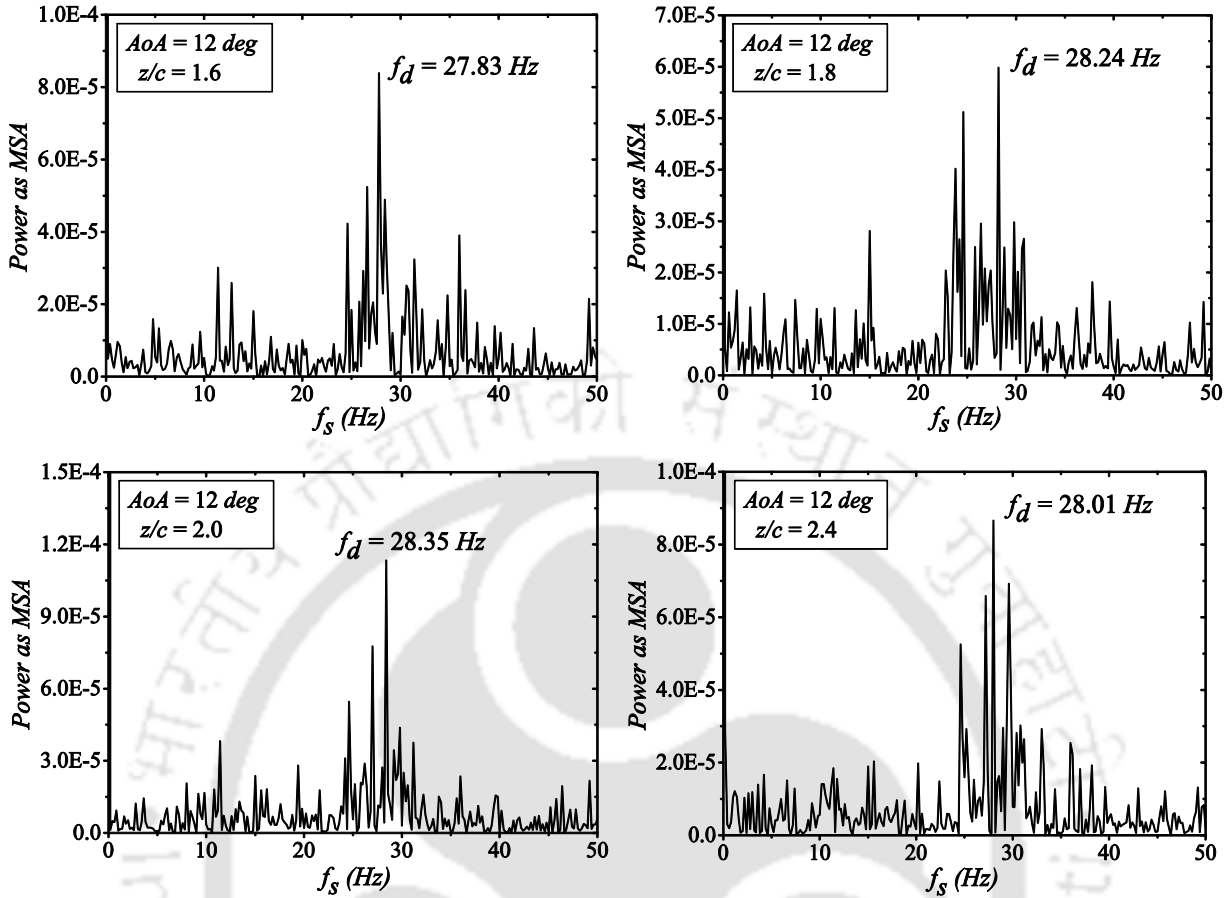 AoA = 12 deg
z/c = 1.6
f_d = 27.83 Hz
Power as MSA
1.0E-4
8.0E-5
6.0E-5
4.0E-5
2.0E-5
0.0
0 10 20 30 40 50
f_s (Hz)
AoA = 12 deg
z/c = 1.8
f_d = 28.24 Hz
Power as MSA
7.0E-5
6.0E-5
5.0E-5
4.0E-5
3.0E-5
2.0E-5
1.0E-5
0.0
0 10 20 30 40 50
f_s (Hz)
AoA = 12 deg
z/c = 2.0
f_d = 28.35 Hz
Power as MSA
1.5E-4
1.2E-4
9.0E-5
6.0E-5
3.0E-5
0.0
0 10 20 30 40 50
f_s (Hz)
AoA = 12 deg
z/c = 2.4
f_d = 28.01 Hz
Power as MSA
1.0E-4
8.0E-5
6.0E-5
4.0E-5
2.0E-5
0.0
0 10 20 30 40 50
f_s (Hz)